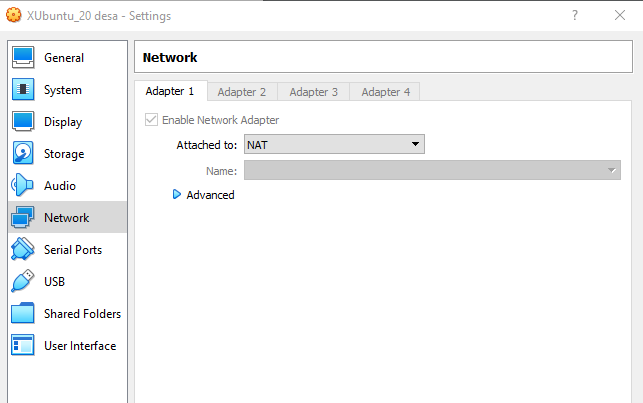 XUbuntu_20 desa - Settings
?
General
System
Display
Storage
Audio
Network
Serial Ports
USB
Shared Folders
User Interface
Network
Adapter 1 Adapter 2 Adapter 3 Adapter 4
Enable Network Adapter
Attached to: NAT
Name:
Advanced